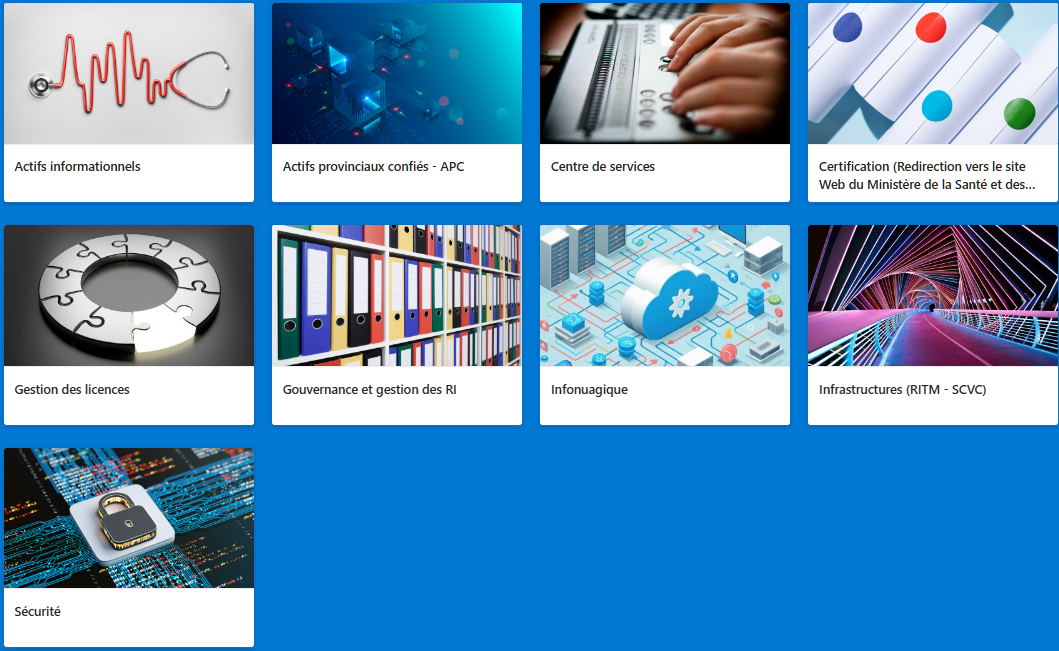 Actifs informationnels
Actifs provinciaux confiés - APC
Centre de services
Certification (Redirection vers le site
Web du Ministère de la Santé et des...
Gestion des licences
Gouvernance et gestion des RI
Infonuagique
Infrastructures (RITM - SCVC)
Sécurité